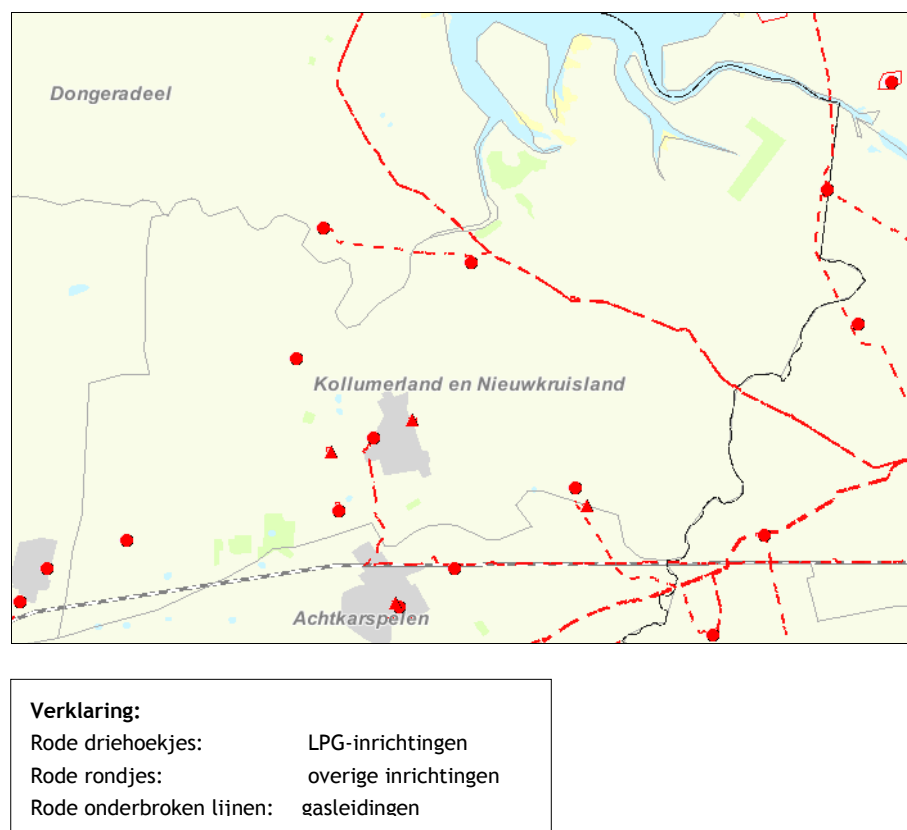 Dongeradeel
Kollumerland en Nieuwkruisland
Achtkarspelen
Verklaring:
Rode driehoekjes: LPG-inrichtingen
Rode rondjes: overige inrichtingen
Rode onderbroken lijnen: gasleidingen